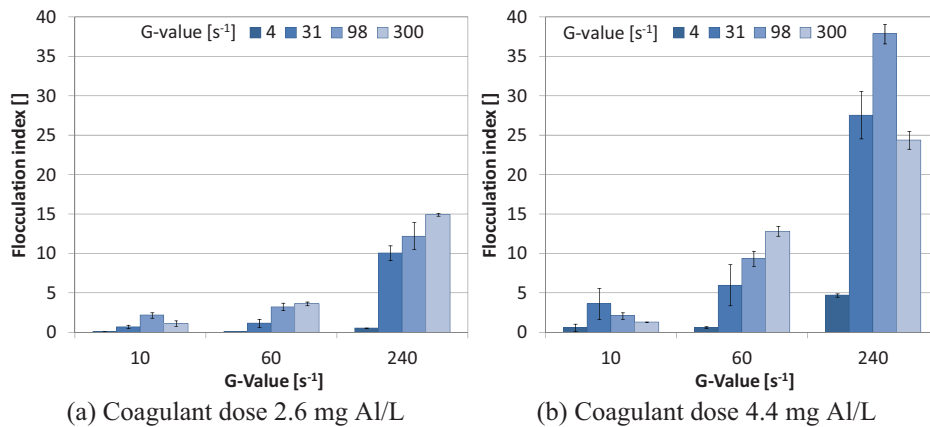 G-value [s⁻¹] 4 31 98 300
40
35
30
25
20
15
10
5
0
Flocculation index []
10 60 240
G-Value [s⁻¹]
(a) Coagulant dose 2.6 mg Al/L
G-value [s⁻¹] 4 31 98 300
40
35
30
25
20
15
10
5
0
Flocculation index []
10 60 240
G-Value [s⁻¹]
(b) Coagulant dose 4.4 mg Al/L